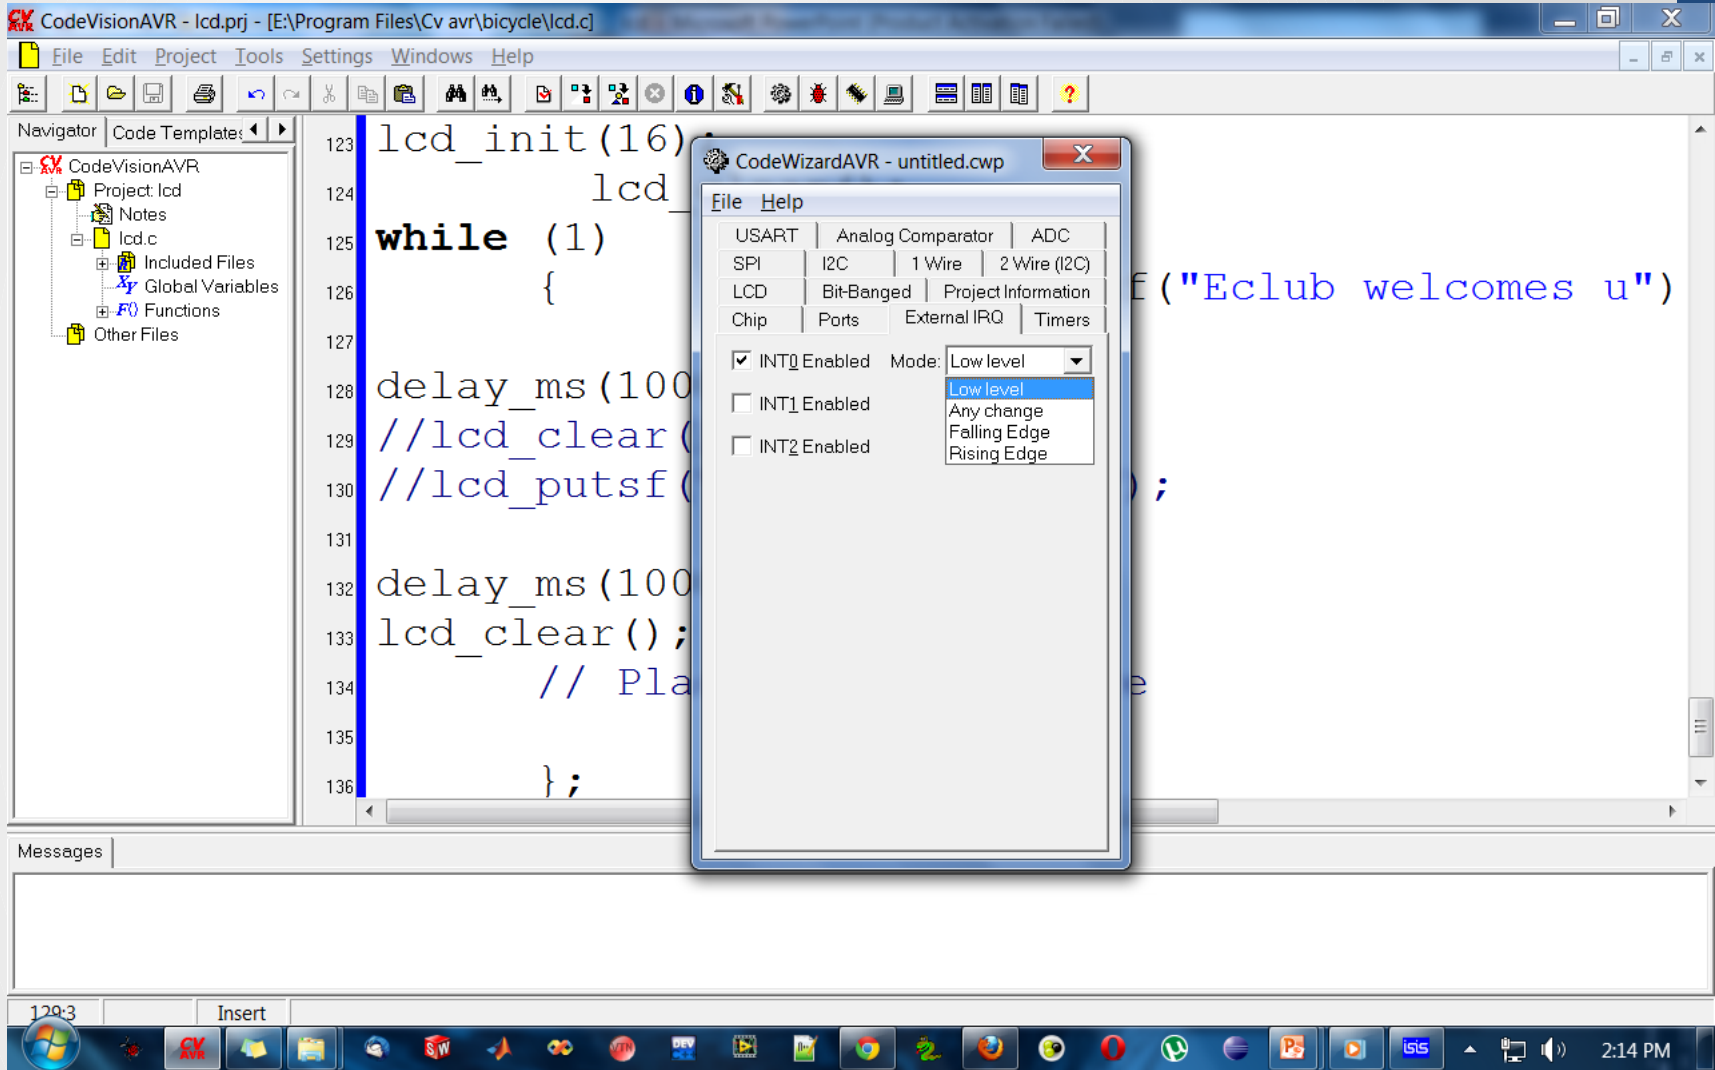 CodeVisionAVR - lcd.prj - [E:\Program Files\Cv avr\bicycle\lcd.c]
File Edit Project Tools Settings Windows Help
Navigator Code Templates
CodeVisionAVR
Project: lcd
Notes
lcd.c
Included Files
Global Variables
Functions
Other Files
123 lcd_init(16);
124 lcd_
125 while (1)
126 { f("Eclub welcomes u")
127
128 delay_ms(100
129 //lcd_clear(
130 //lcd_putsf( );
131
132 delay_ms(100
133 lcd_clear();
134 // Pla e
135
136 };
CodeWizardAVR - untitled.cwp
File Help
USART Analog Comparator ADC
SPI I2C 1 Wire 2 Wire (I2C)
LCD Bit-Banged Project Information
Chip Ports External IRQ Timers
INT0 Enabled Mode: Low level
Low level
INT1 Enabled Any change
Falling Edge
INT2 Enabled Rising Edge
Messages
129:3 Insert
2:14 PM